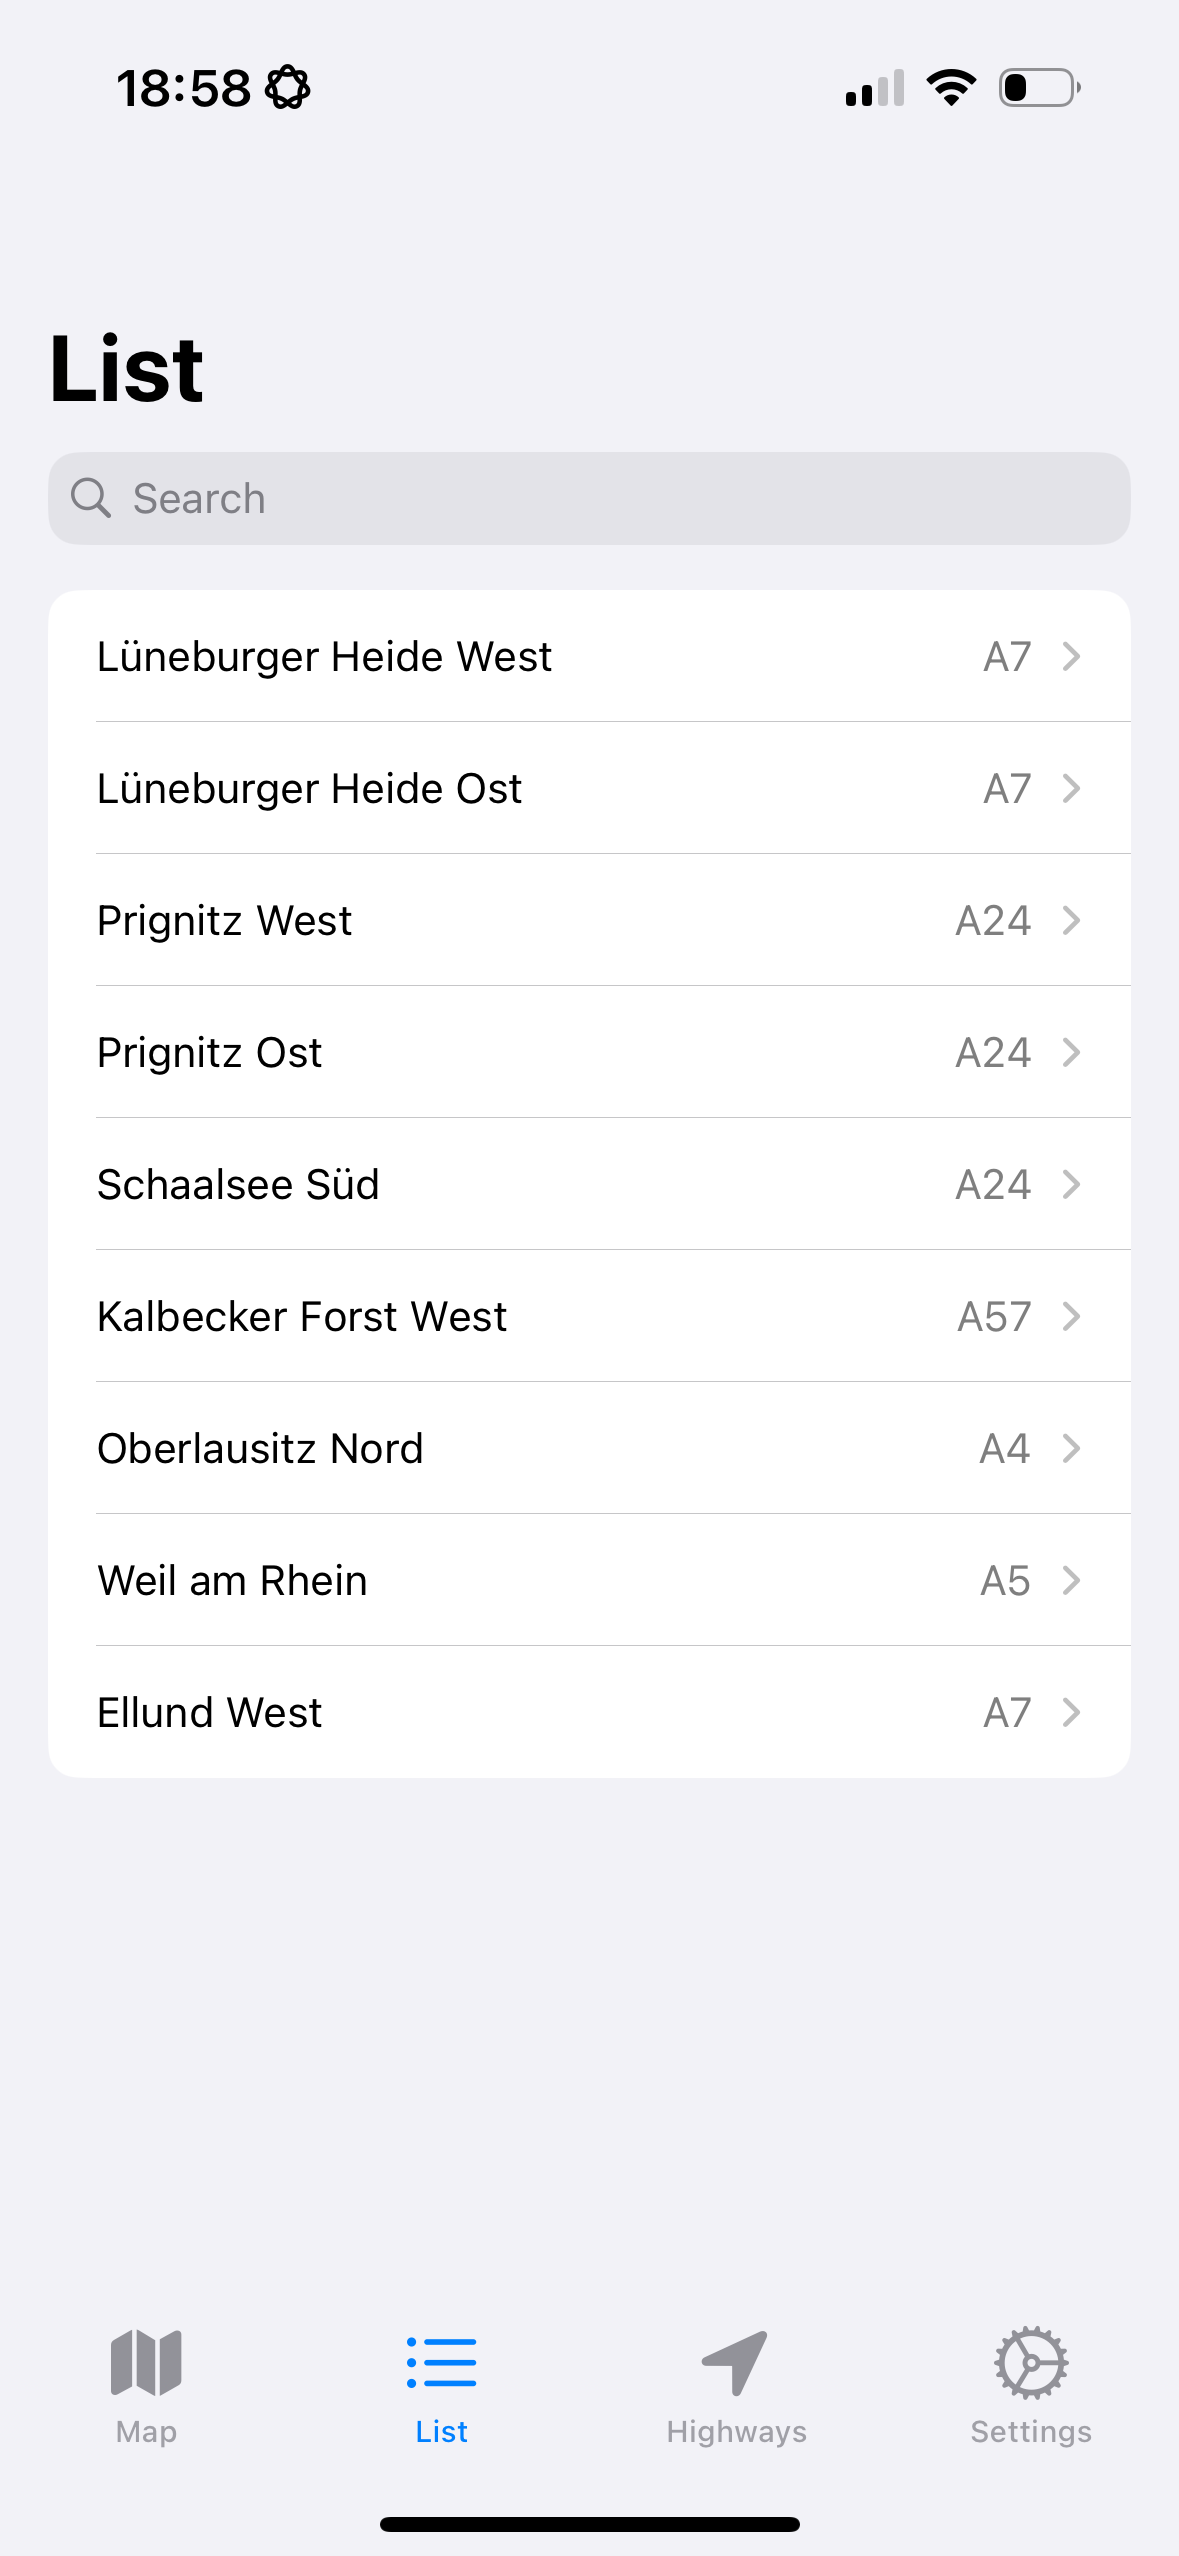 18:58
List
Search
Lüneburger Heide West A7
Lüneburger Heide Ost A7
Prignitz West A24
Prignitz Ost A24
Schaalsee Süd A24
Kalbecker Forst West A57
Oberlausitz Nord A4
Weil am Rhein A5
Ellund West A7
Map List Highways Settings